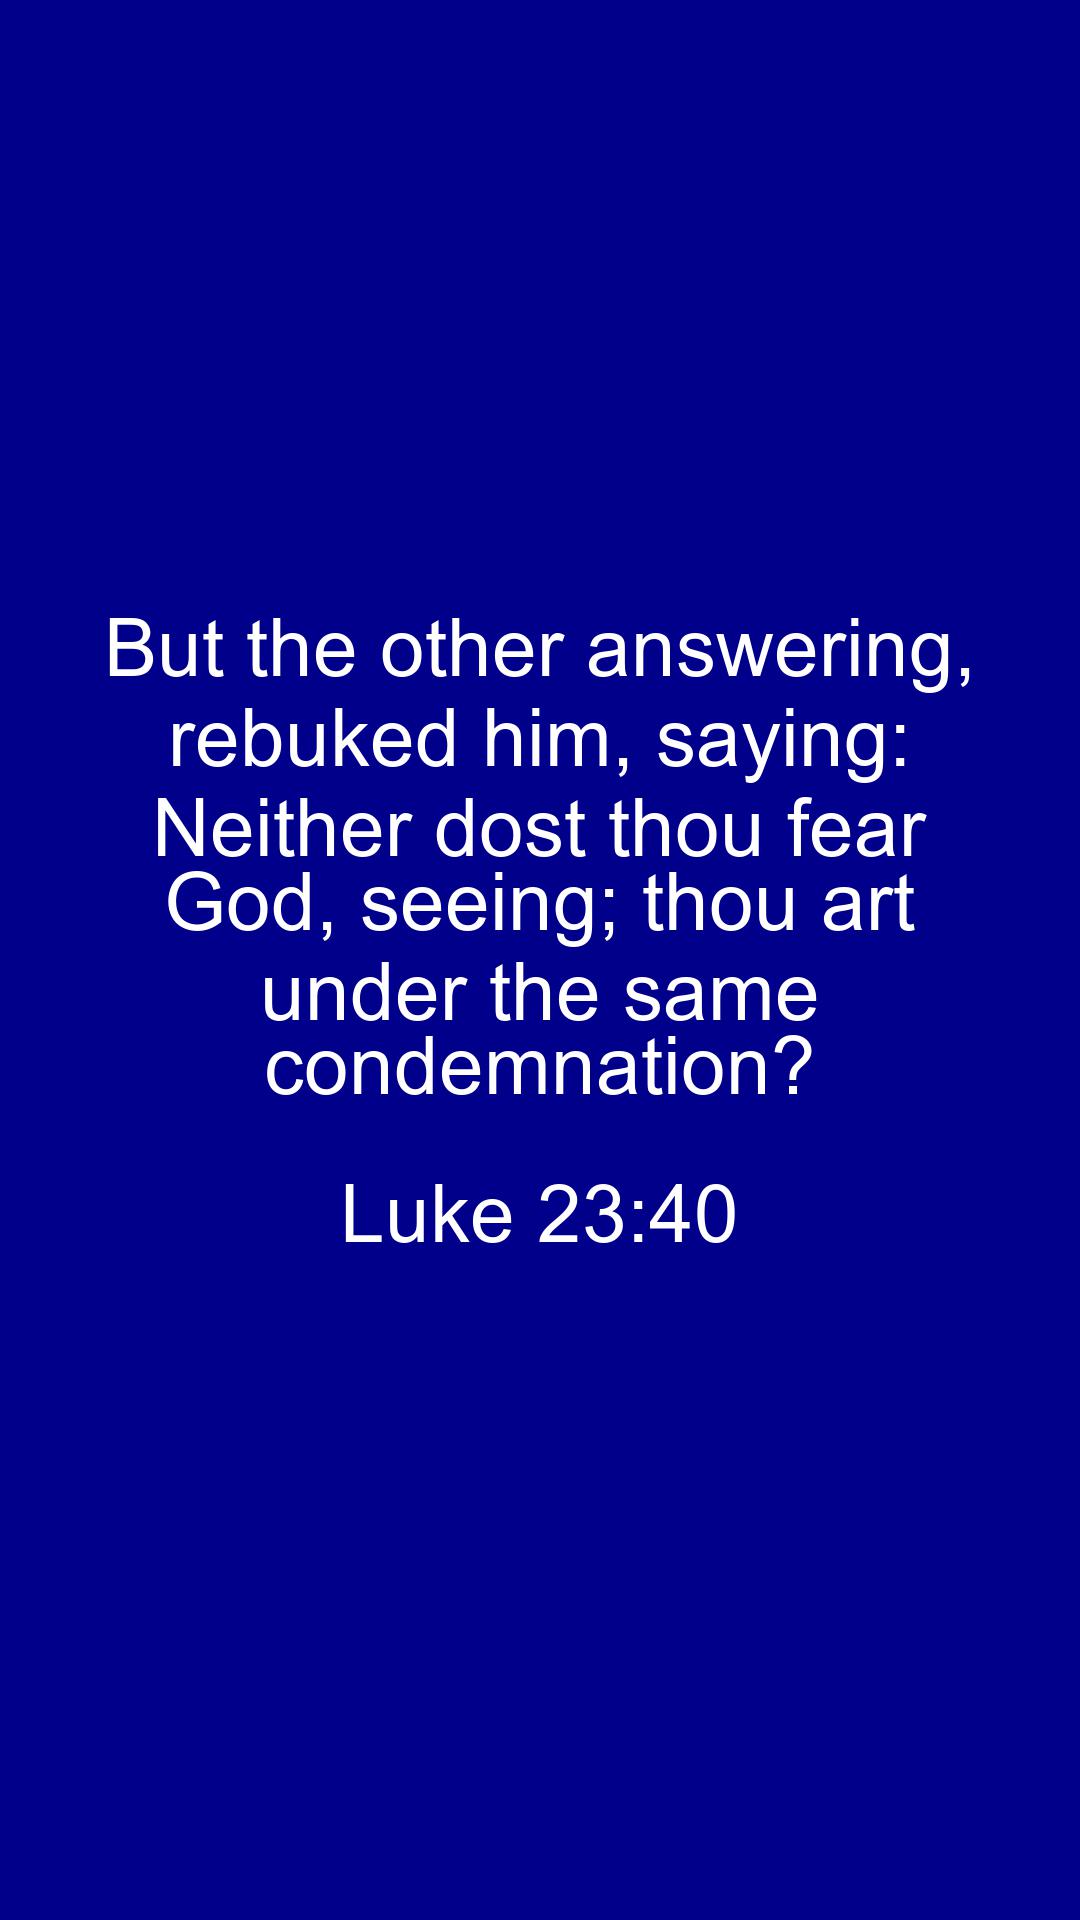 But the other answering,
rebuked him, saying:
Neither dost thou fear
God, seeing; thou art
under the same
condemnation?
Luke 23:40